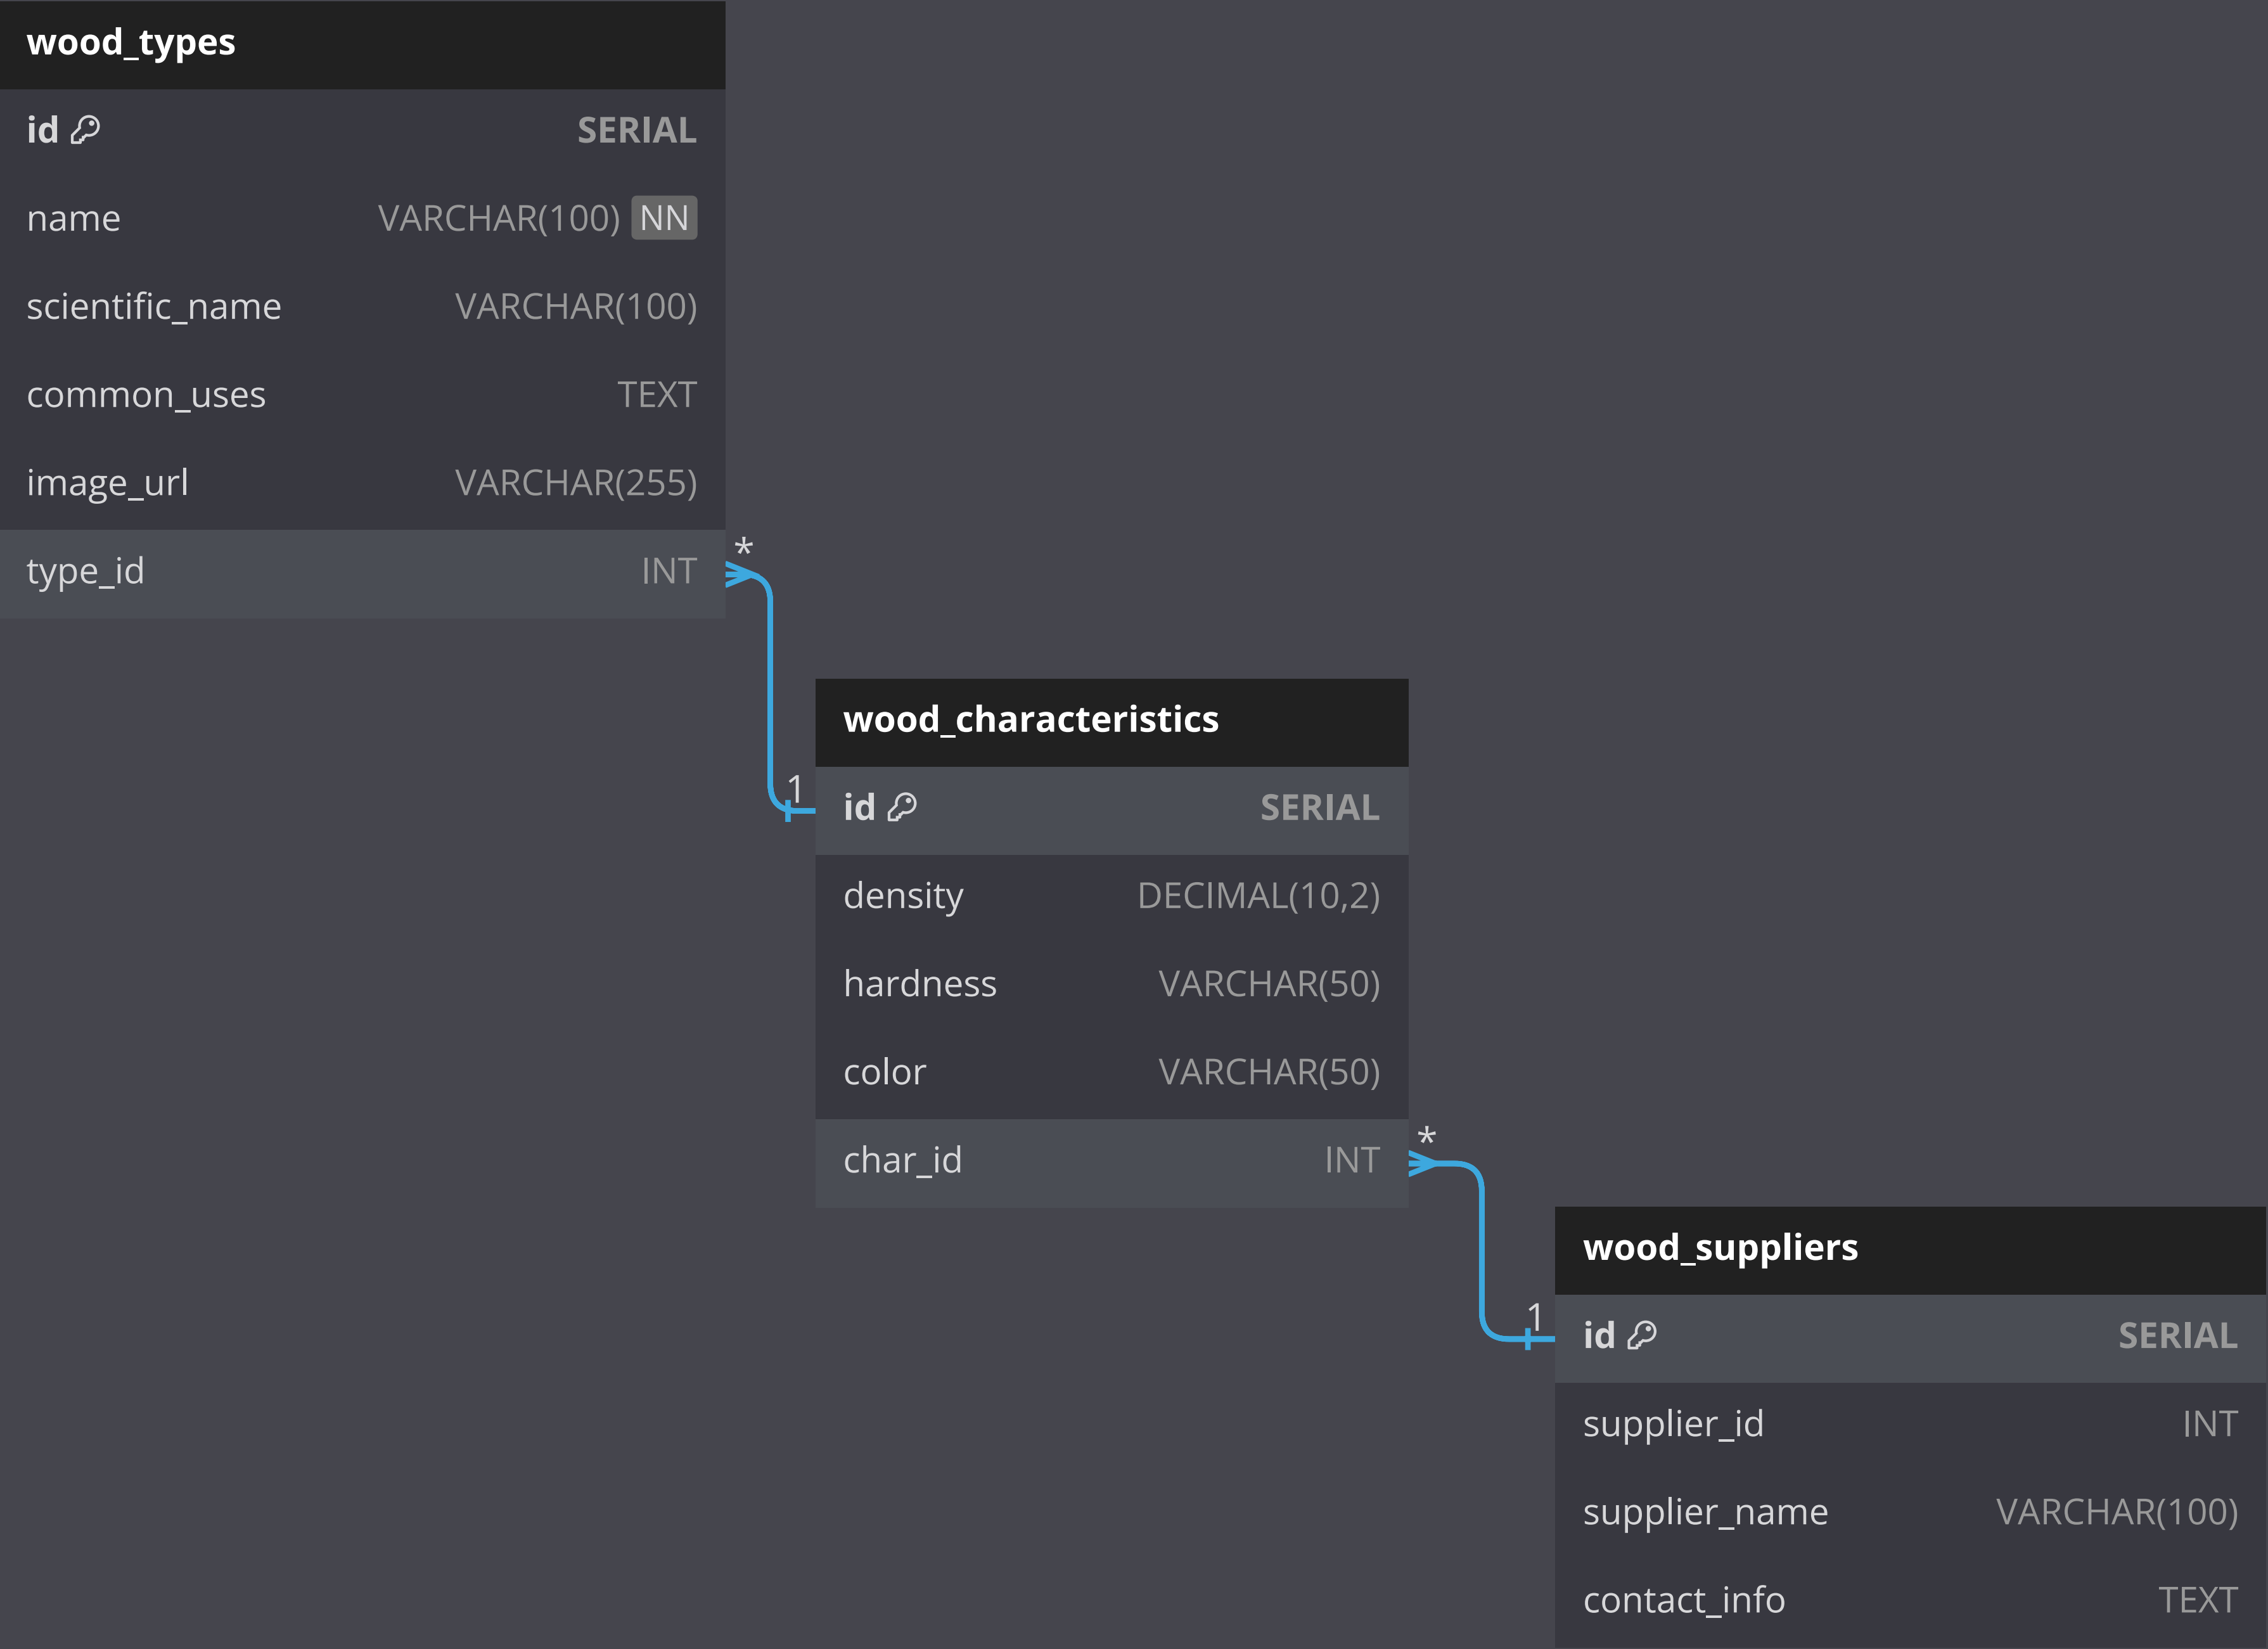 wood_types
id SERIAL
name VARCHAR(100) NN
scientific_name VARCHAR(100)
common_uses TEXT
image_url VARCHAR(255)
type_id INT
*
1
wood_characteristics
id SERIAL
density DECIMAL(10,2)
hardness VARCHAR(50)
color VARCHAR(50)
char_id INT
*
1
wood_suppliers
id SERIAL
supplier_id INT
supplier_name VARCHAR(100)
contact_info TEXT